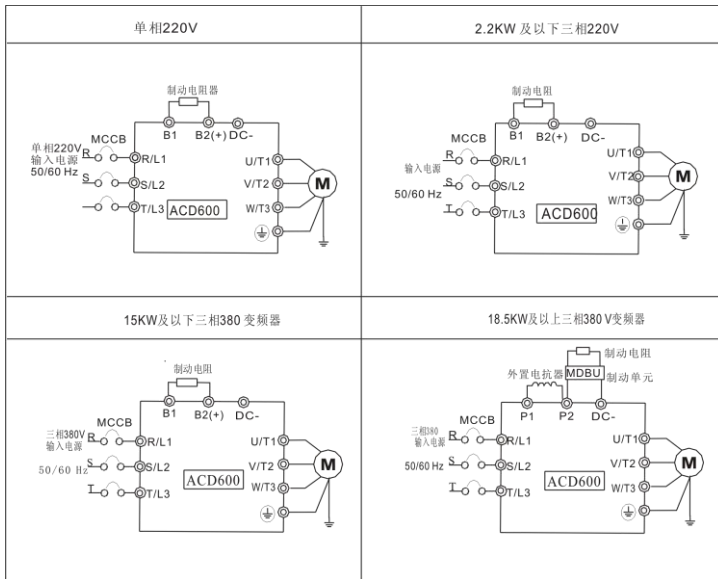 单相220V
2.2KW 及以下三相220V
制动电阻器
B1 B2(+) DC-
单相220V MCCB
输入电源
50/60 Hz
R
R/L1
S
S/L2
T/L3
U/T1
V/T2
W/T3
M
ACD600
制动电阻
B1 B2(+) DC-
MCCB
输入电源
50/60 Hz
R
R/L1
S
S/L2
T
T/L3
U/T1
V/T2
W/T3
M
ACD600
15KW及以下三相380 变频器
18.5KW及以上三相380 V变频器
制动电阻
B1 B2(+) DC-
三相380V MCCB
输入电源
50/60 Hz
R
R/L1
S
S/L2
T
T/L3
U/T1
V/T2
W/T3
M
ACD600
制动电阻
外置电抗器 MDBU 制动单元
P1 P2 DC-
MCCB
三相380
输入电源
50/60 Hz
R
R/L1
S
S/L2
T
T/L3
U/T1
V/T2
W/T3
M
ACD600